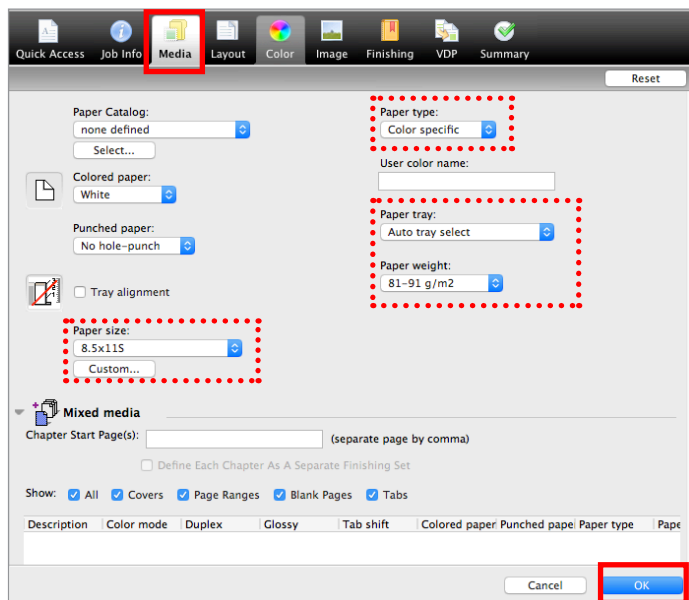 Quick Access Job Info Media Layout Color Image Finishing VDP Summary
Reset
Paper Catalog:
none defined
Select...
Colored paper:
White
Punched paper:
No hole-punch
Tray alignment
Paper size:
8.5x11S
Custom...
Paper type:
Color specific
User color name:
Paper tray:
Auto tray select
Paper weight:
81-91 g/m2
Mixed media
Chapter Start Page(s): (separate page by comma)
Define Each Chapter As A Separate Finishing Set
Show: All Covers Page Ranges Blank Pages Tabs
Description Color mode Duplex Glossy Tab shift Colored paper Punched pape Paper type Pape
Cancel OK